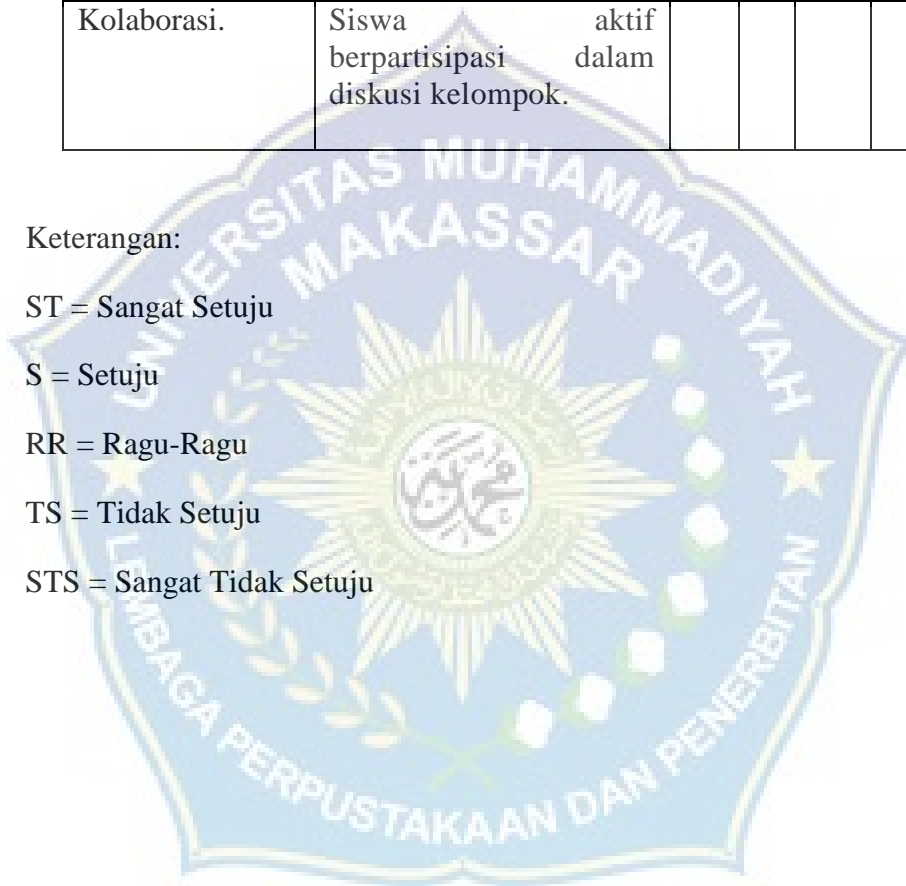 Kolaborasi.
Siswa aktif
berpartisipasi dalam
diskusi kelompok.
UNIVERSITAS MUHAMMADIYAH
MAKASSAR
Keterangan:
ST = Sangat Setuju
S = Setuju
RR = Ragu-Ragu
TS = Tidak Setuju
STS = Sangat Tidak Setuju
LEMBAGA PERPUSTAKAAN DAN PENERBITAN